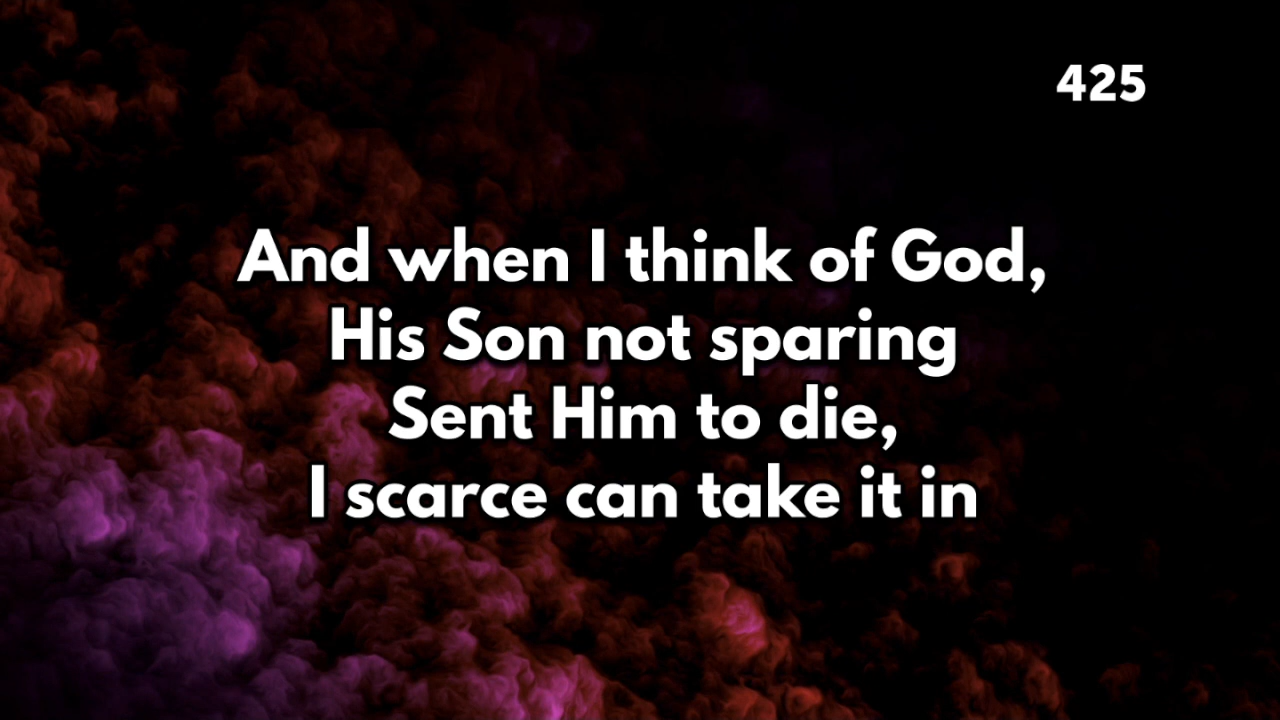 425
And when I think of God,
His Son not sparing
Sent Him to die,
I scarce can take it in